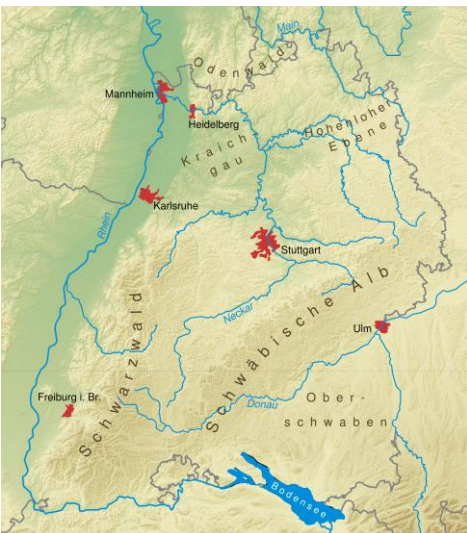 Main
Odenwald
Mannheim
Heidelberg
Hohenloher
Ebene
Kraich-
gau
Karlsruhe
Rhein
Stuttgart
Schwäbische Alb
Neckar
Ulm
Schwarzwald
Freiburg i. Br.
Donau
Ober-
schwaben
Bodensee